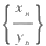 { x_n / y_n }